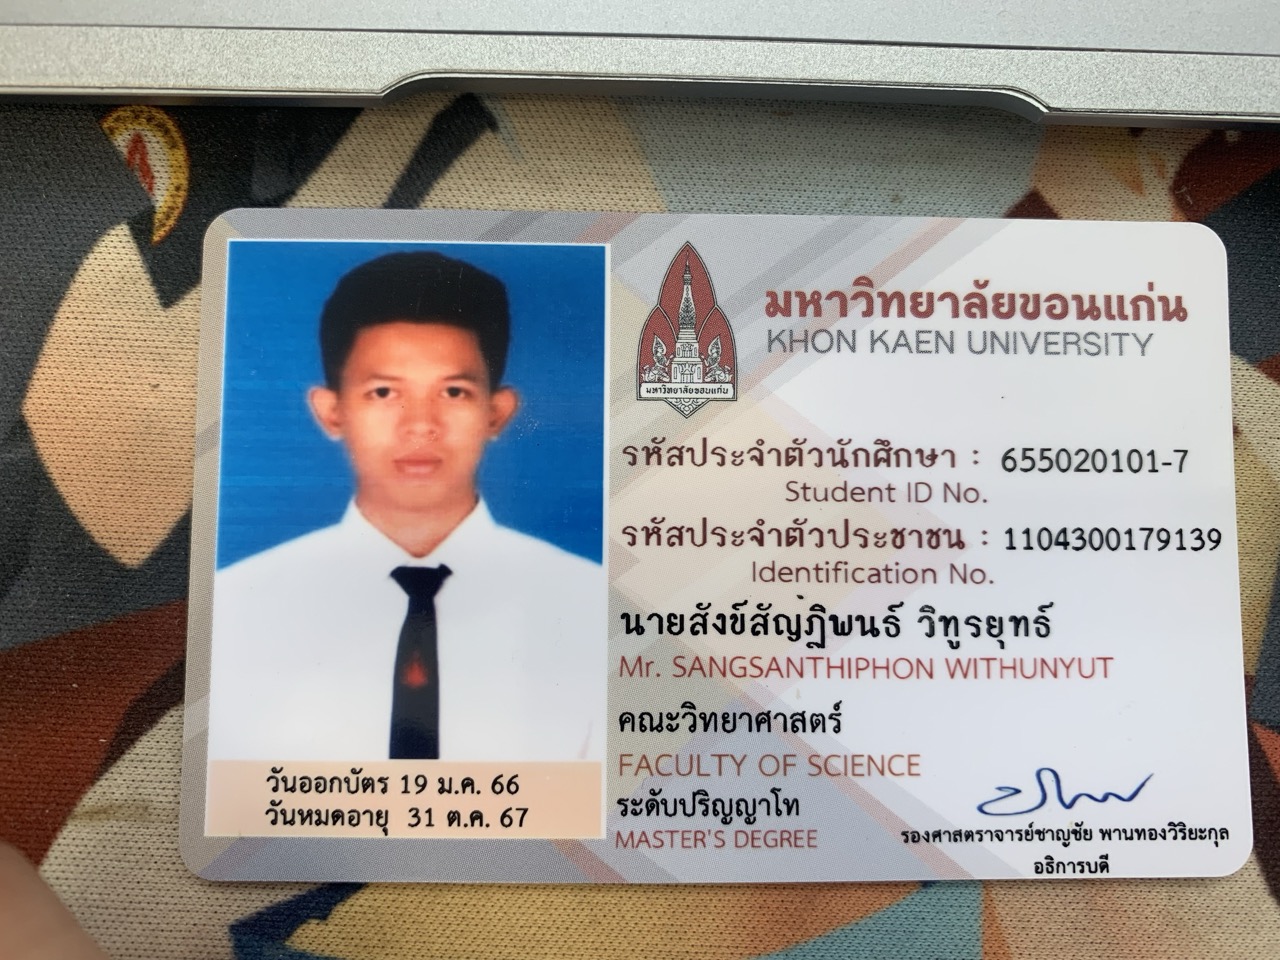 มหาวิทยาลัยขอนแก่น
KHON KAEN UNIVERSITY
มหาวิทยาลัยขอนแก่น
รหัสประจำตัวนักศึกษา : 655020101-7
Student ID No.
รหัสประจำตัวประชาชน : 1104300179139
Identification No.
นายสังข์สัญฎิพนธ์ วิทูรยุทธ์
Mr. SANGSANTHIPHON WITHUNYUT
คณะวิทยาศาสตร์
FACULTY OF SCIENCE
ระดับปริญญาโท
MASTER'S DEGREE
วันออกบัตร 19 ม.ค. 66
วันหมดอายุ 31 ต.ค. 67
รองศาสตราจารย์ชาญชัย พานทองวิริยะกุล
อธิการบดี